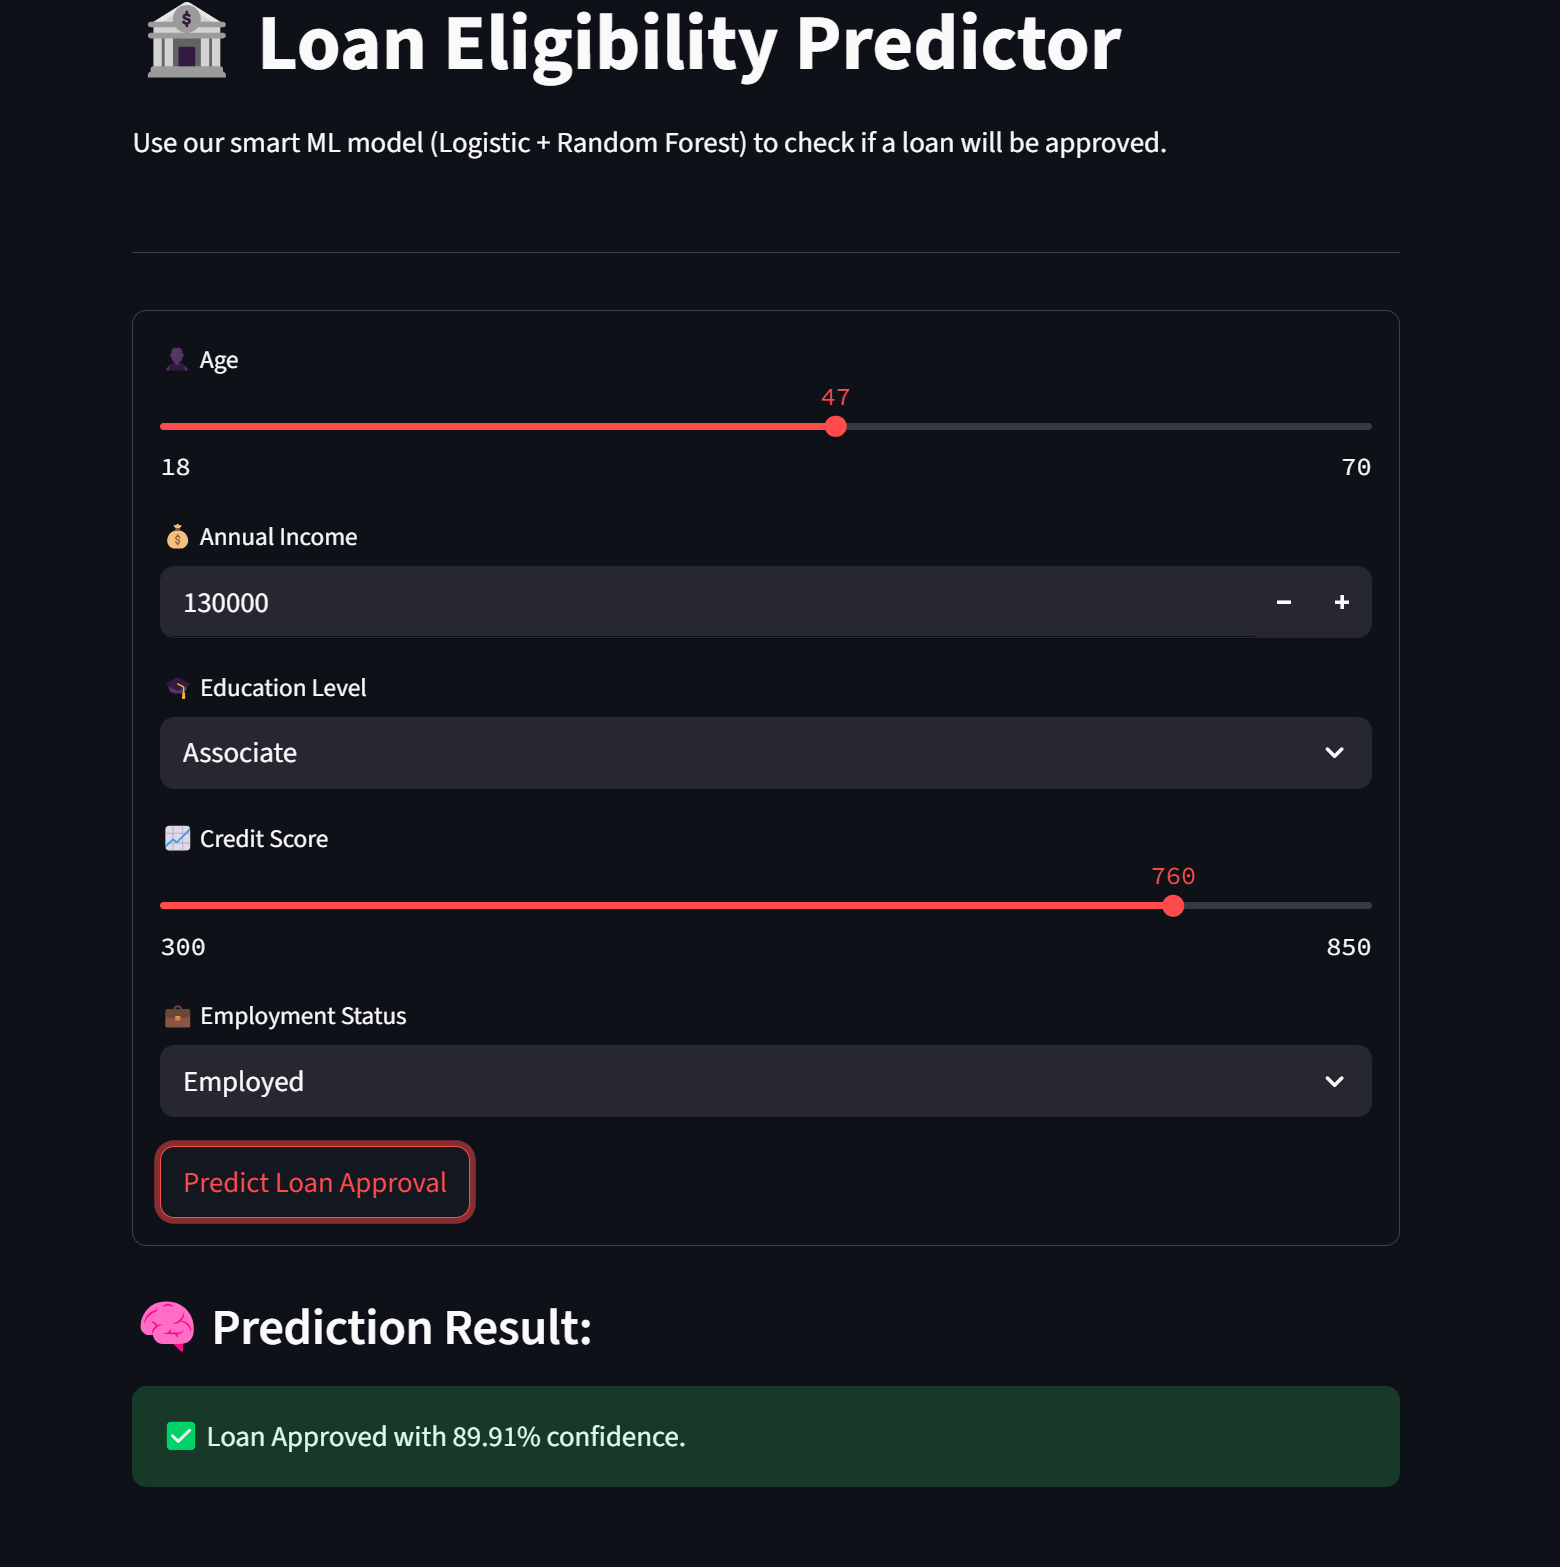 Loan Eligibility Predictor
Use our smart ML model (Logistic + Random Forest) to check if a loan will be approved.
Age
47
18 70
Annual Income
130000 − +
Education Level
Associate
Credit Score
760
300 850
Employment Status
Employed
Predict Loan Approval
Prediction Result:
Loan Approved with 89.91% confidence.